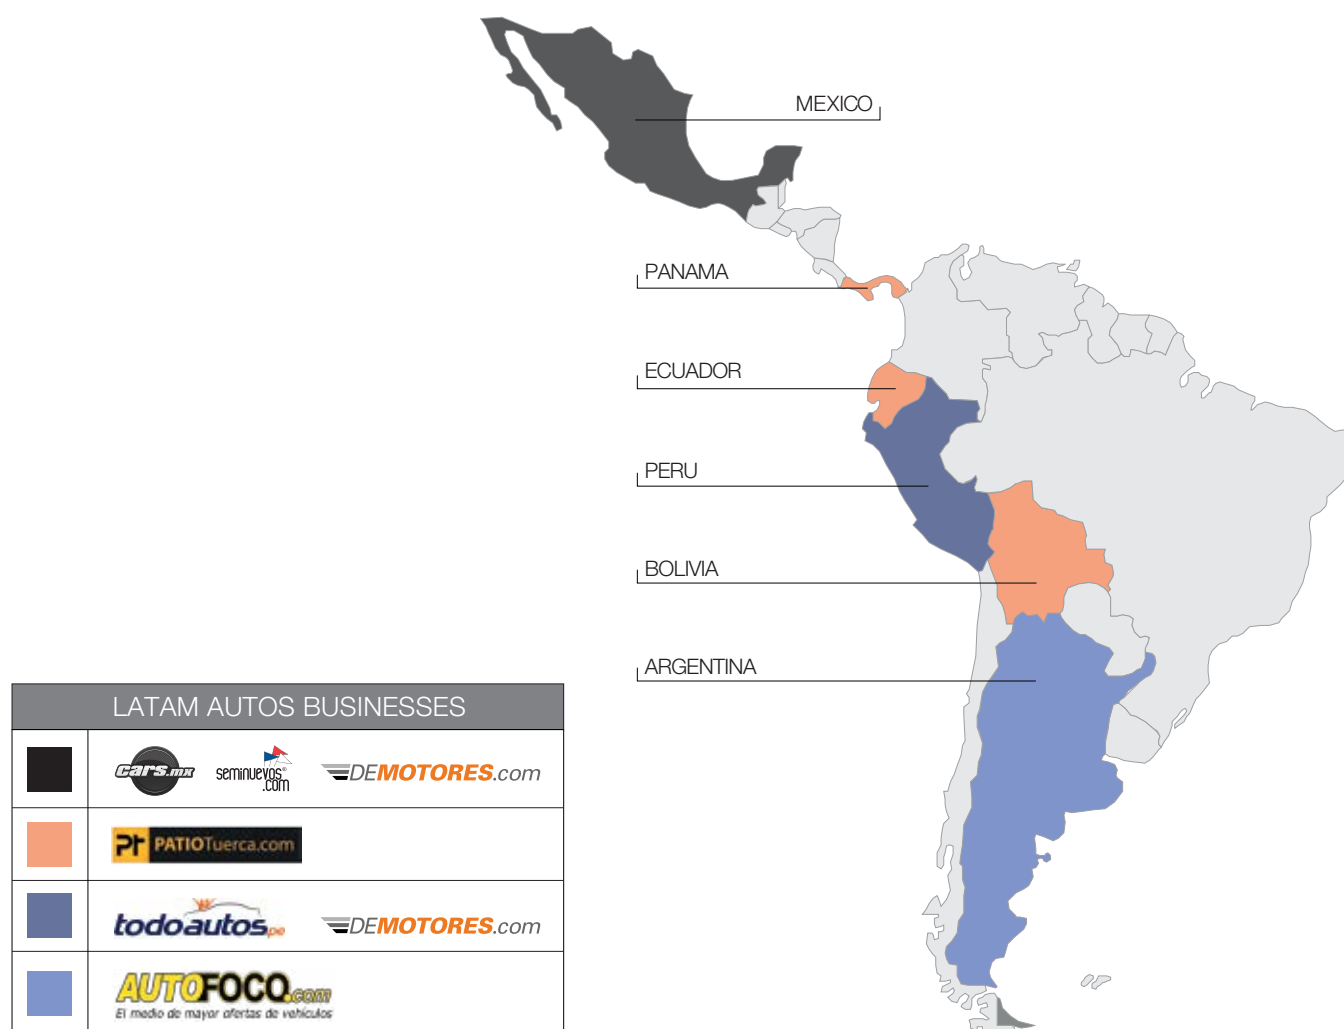 MEXICO
PANAMA
ECUADOR
PERU
BOLIVIA
ARGENTINA
LATAM AUTOS BUSINESSES
cars.mx
seminuevos®
.com
DEMOTORES.com
Pt PATIOTuerca.com
todoautos.pe
DEMOTORES.com
AUTOFOCO.com
El medio de mayor ofertas de vehículos